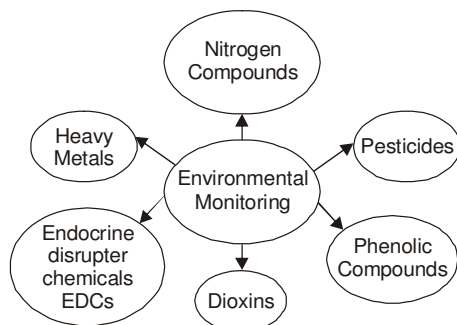 Nitrogen
Compounds
Heavy
Metals
Pesticides
Environmental
Monitoring
Endocrine
disrupter
chemicals
EDCs
Phenolic
Compounds
Dioxins